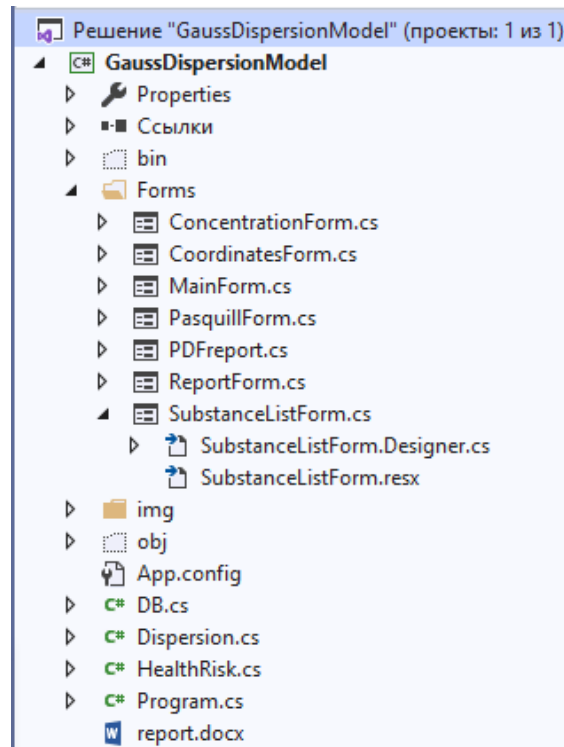 Решение "GaussDispersionModel" (проекты: 1 из 1)
C# GaussDispersionModel
Properties
Ссылки
bin
Forms
ConcentrationForm.cs
CoordinatesForm.cs
MainForm.cs
PasquillForm.cs
PDFreport.cs
ReportForm.cs
SubstanceListForm.cs
SubstanceListForm.Designer.cs
SubstanceListForm.resx
img
obj
App.config
C# DB.cs
C# Dispersion.cs
C# HealthRisk.cs
C# Program.cs
report.docx